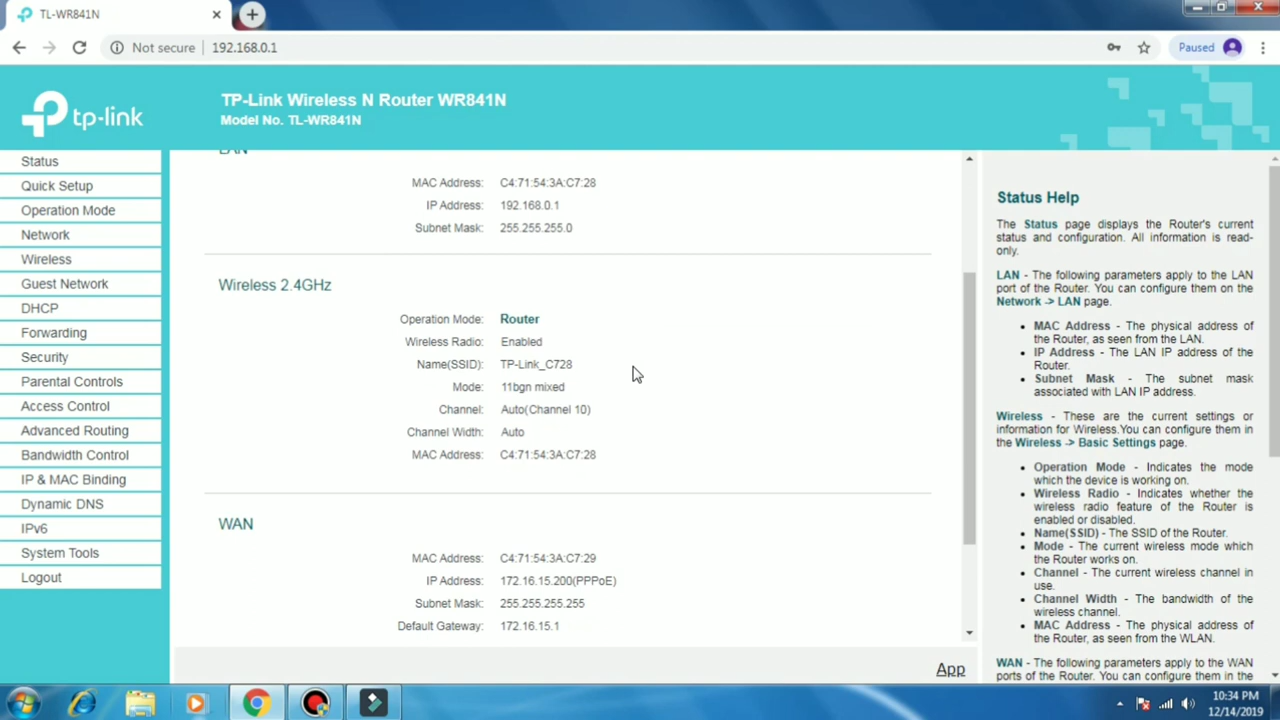 TL-WR841N
Not secure
192.168.0.1
Paused
tp-link
TP-Link Wireless N Router WR841N
Model No. TL-WR841N
Status
Quick Setup
Operation Mode
Network
Wireless
Guest Network
DHCP
Forwarding
Security
Parental Controls
Access Control
Advanced Routing
Bandwidth Control
IP & MAC Binding
Dynamic DNS
IPv6
System Tools
Logout
LAN
MAC Address: C4:71:54:3A:C7:28
IP Address: 192.168.0.1
Subnet Mask: 255.255.255.0
Wireless 2.4GHz
Operation Mode: Router
Wireless Radio: Enabled
Name(SSID): TP-Link_C728
Mode: 11bgn mixed
Channel: Auto(Channel 10)
Channel Width: Auto
MAC Address: C4:71:54:3A:C7:28
WAN
MAC Address: C4:71:54:3A:C7:29
IP Address: 172.16.15.200(PPPoE)
Subnet Mask: 255.255.255.255
Default Gateway: 172.16.15.1
App
Status Help
The Status page displays the Router's current
status and configuration. All information is read-
only.
LAN - The following parameters apply to the LAN
port of the Router. You can configure them on the
Network -> LAN page.
• MAC Address - The physical address of
the Router, as seen from the LAN.
• IP Address - The LAN IP address of the
Router.
• Subnet Mask - The subnet mask
associated with LAN IP address.
Wireless - These are the current settings or
information for Wireless.You can configure them in
the Wireless -> Basic Settings page.
• Operation Mode - Indicates the mode
which the device is working on.
• Wireless Radio - Indicates whether the
wireless radio feature of the Router is
enabled or disabled.
• Name(SSID) - The SSID of the Router.
• Mode - The current wireless mode which
the Router works on.
• Channel - The current wireless channel in
use.
• Channel Width - The bandwidth of the
wireless channel.
• MAC Address - The physical address of
the Router, as seen from the WLAN.
WAN - The following parameters apply to the WAN
ports of the Router. You can configure them in the
10:34 PM
12/14/2019